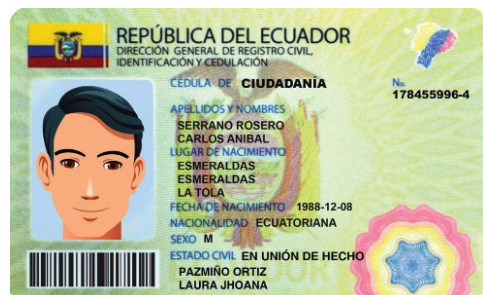 REPÚBLICA DEL ECUADOR
DIRECCIÓN GENERAL DE REGISTRO CIVIL,
IDENTIFICACIÓN Y CEDULACIÓN
CÉDULA DE CIUDADANÍA
No.
178455996-4
APELLIDOS Y NOMBRES
SERRANO ROSERO
CARLOS ANIBAL
LUGAR DE NACIMIENTO
ESMERALDAS
ESMERALDAS
LA TOLA
FECHA DE NACIMIENTO 1988-12-08
NACIONALIDAD ECUATORIANA
SEXO M
ESTADO CIVIL EN UNIÓN DE HECHO
PAZMIÑO ORTIZ
LAURA JHOANA